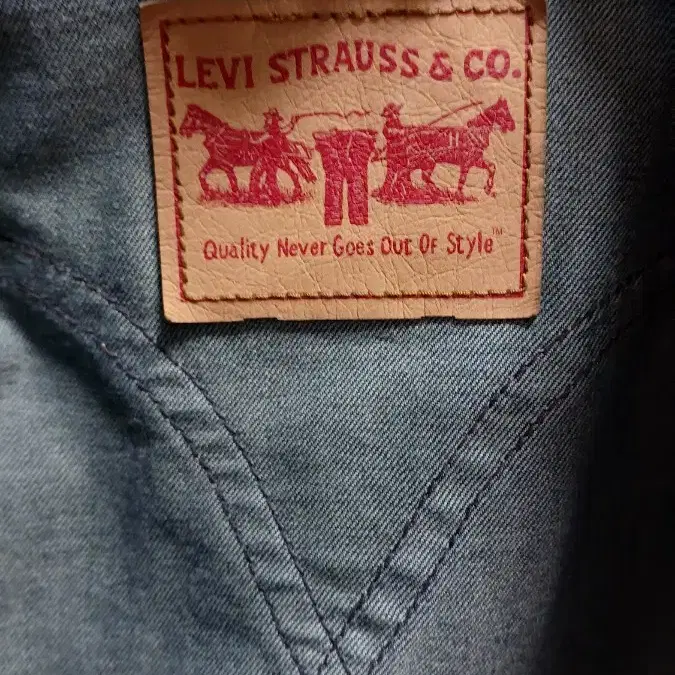 LEVI STRAUSS & CO.
Quality Never Goes Out Of Style™